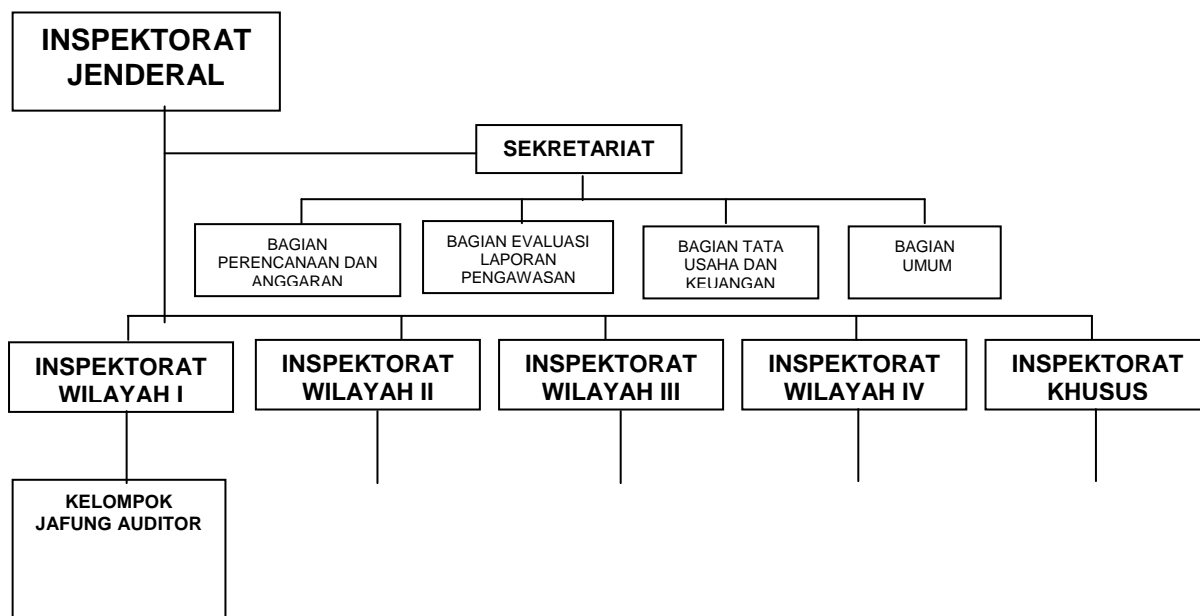 INSPEKTORAT
JENDERAL
SEKRETARIAT
BAGIAN
PERENCANAAN DAN
ANGGARAN
BAGIAN EVALUASI
LAPORAN
PENGAWASAN
BAGIAN TATA
USAHA DAN
KEUANGAN
BAGIAN
UMUM
INSPEKTORAT
WILAYAH I
INSPEKTORAT
WILAYAH II
INSPEKTORAT
WILAYAH III
INSPEKTORAT
WILAYAH IV
INSPEKTORAT
KHUSUS
KELOMPOK
JAFUNG AUDITOR